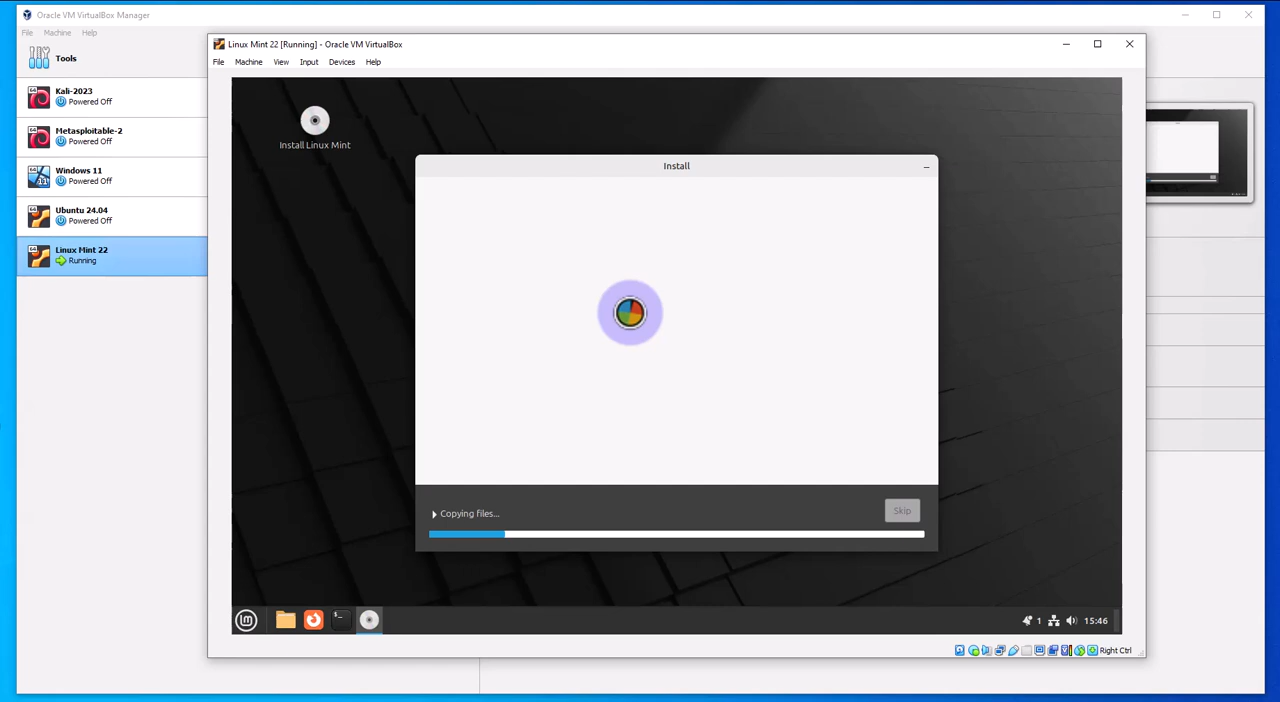 Oracle VM VirtualBox Manager
File Machine Help
Tools
Kali-2023
Powered Off
Metasploitable-2
Powered Off
Windows 11
Powered Off
Ubuntu 24.04
Powered Off
Linux Mint 22
Running
Linux Mint 22 [Running] - Oracle VM VirtualBox
File Machine View Input Devices Help
Install Linux Mint
Install
Copying files...
Skip
1 15:46
Right Ctrl